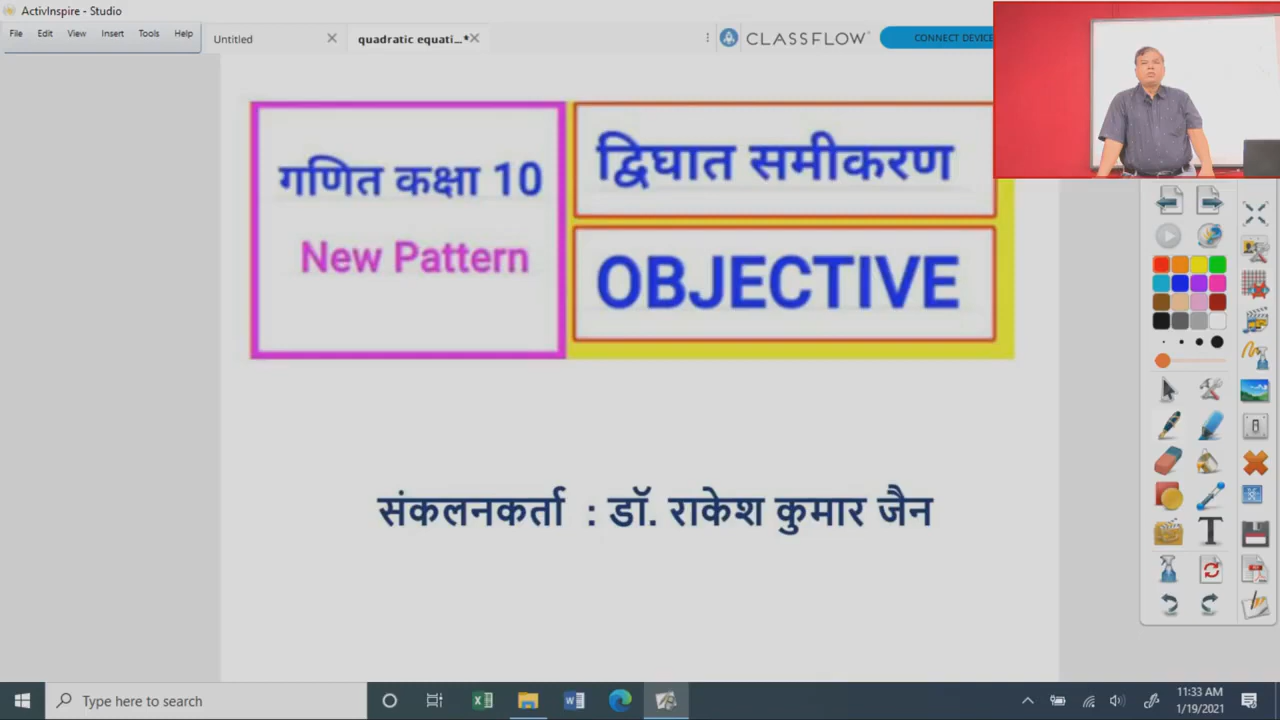 ActivInspire - Studio
File Edit View Insert Tools Help
Untitled
quadratic equati...*
CLASSFLOW
CONNECT DEVICE
गणित कक्षा 10
New Pattern
द्विघात समीकरण
OBJECTIVE
संकलनकर्ता : डॉ. राकेश कुमार जैन
Type here to search
11:33 AM
1/19/2021